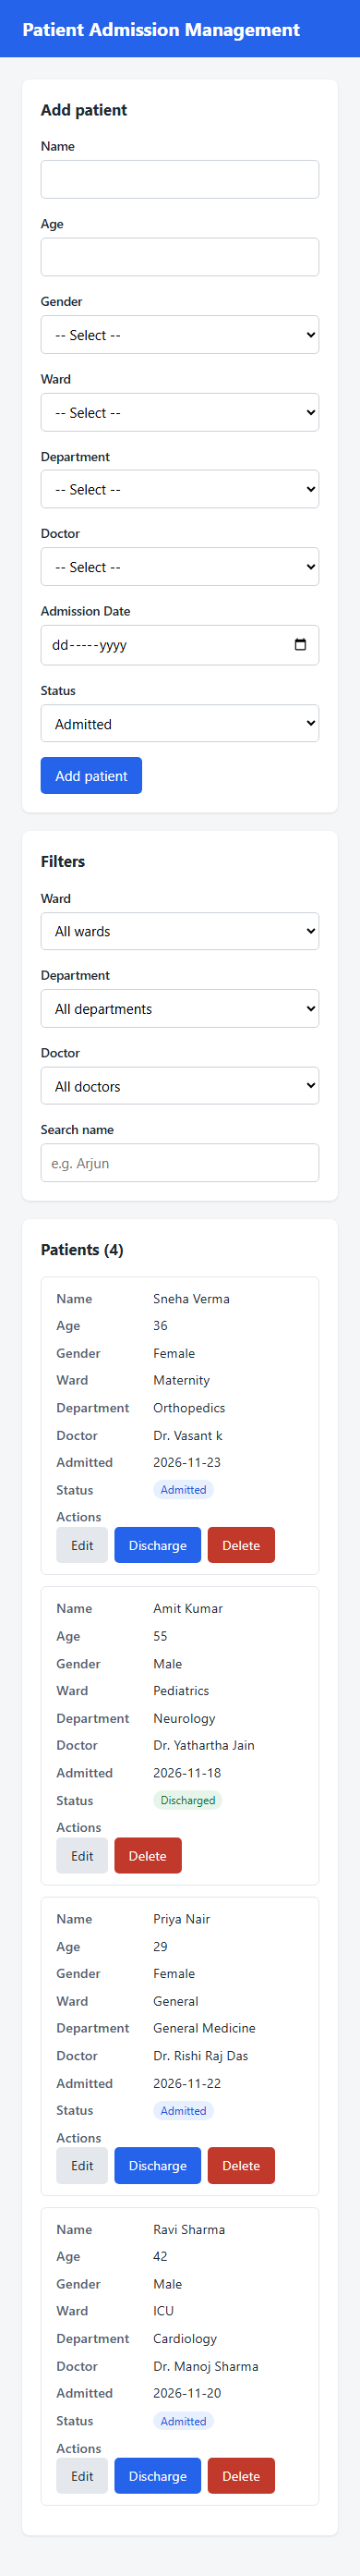 Patient Admission Management
Add patient
Name
Age
Gender
-- Select --
Ward
-- Select --
Department
-- Select --
Doctor
-- Select --
Admission Date
dd-----yyyy
Status
Admitted
Add patient
Filters
Ward
All wards
Department
All departments
Doctor
All doctors
Search name
e.g. Arjun
Patients (4)
Name Sneha Verma
Age 36
Gender Female
Ward Maternity
Department Orthopedics
Doctor Dr. Vasant k
Admitted 2026-11-23
Status Admitted
Actions
Edit Discharge Delete
Name Amit Kumar
Age 55
Gender Male
Ward Pediatrics
Department Neurology
Doctor Dr. Yathartha Jain
Admitted 2026-11-18
Status Discharged
Actions
Edit Delete
Name Priya Nair
Age 29
Gender Female
Ward General
Department General Medicine
Doctor Dr. Rishi Raj Das
Admitted 2026-11-22
Status Admitted
Actions
Edit Discharge Delete
Name Ravi Sharma
Age 42
Gender Male
Ward ICU
Department Cardiology
Doctor Dr. Manoj Sharma
Admitted 2026-11-20
Status Admitted
Actions
Edit Discharge Delete